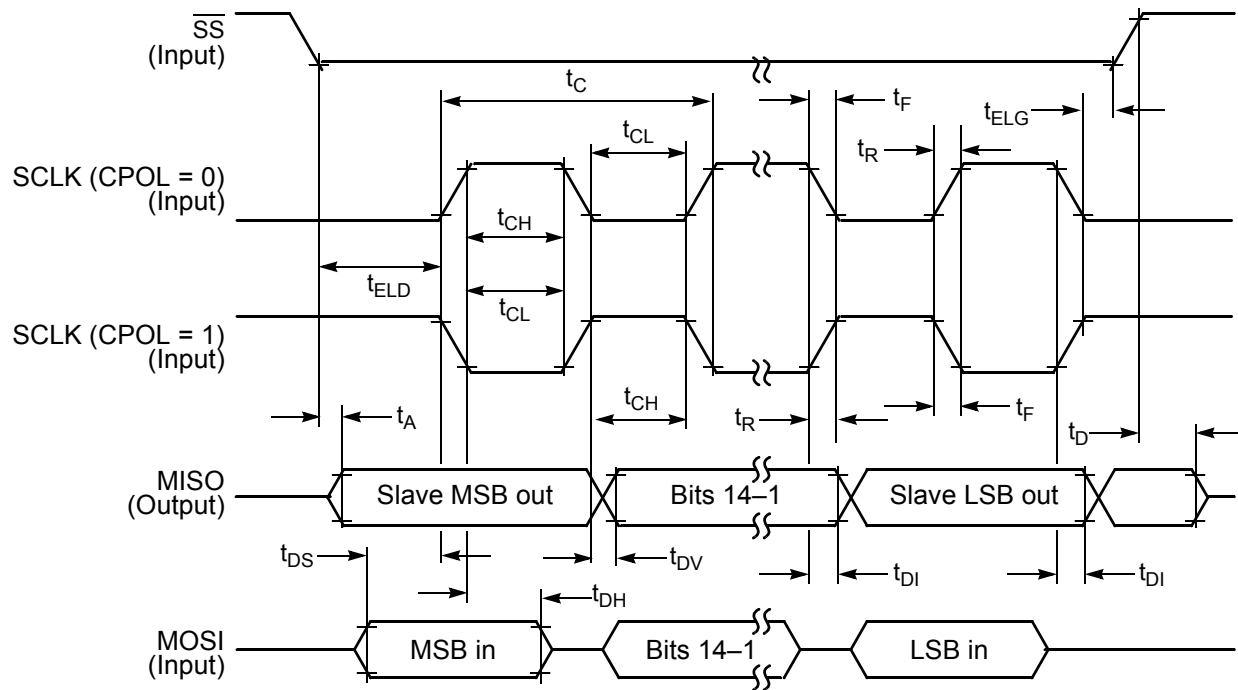 SS
(Input)
t_C
t_F
t_ELG
t_CL
t_R
SCLK (CPOL = 0)
(Input)
t_CH
t_ELD
t_CL
SCLK (CPOL = 1)
(Input)
t_A
t_CH
t_R
t_F
t_D
MISO
(Output)
Slave MSB out
Bits 14–1
Slave LSB out
t_DS
t_DV
t_DI
t_DI
t_DH
MOSI
(Input)
MSB in
Bits 14–1
LSB in